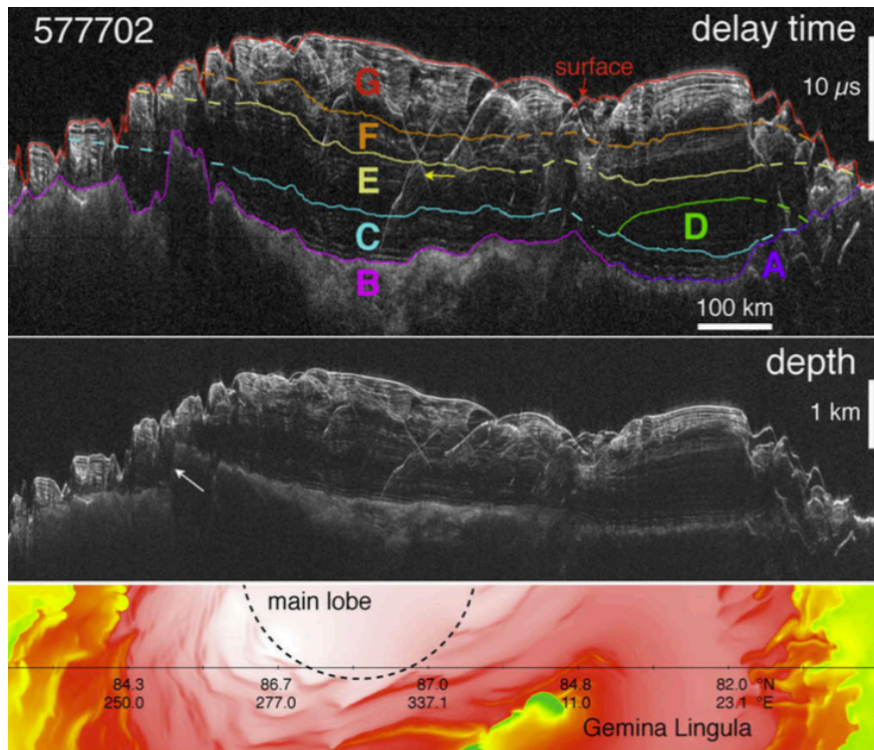 577702
delay time
surface
10 µs
G
F
E
D
C
B
A
100 km
depth
1 km
main lobe
84.3 86.7 87.0 84.8 82.0 °N
250.0 277.0 337.1 11.0 23.1 °E
Gemina Lingula